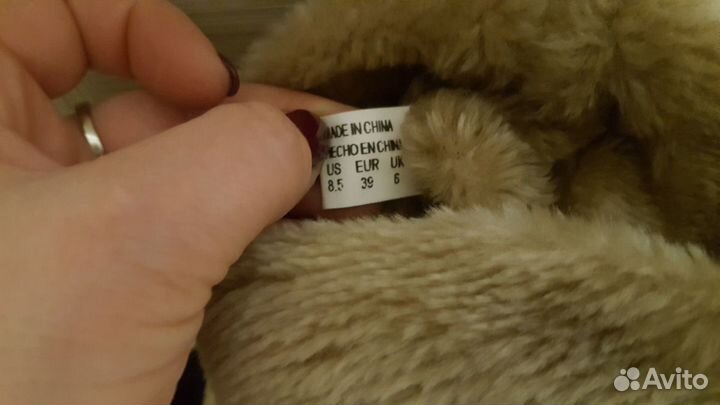 MADE IN CHINA
HECHO EN CHINA
US EUR UK
8.5 39 6
Avito